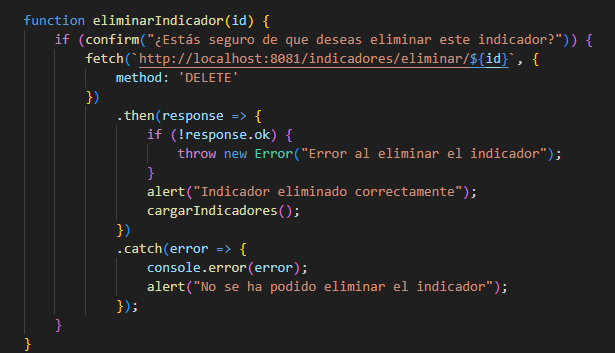 function eliminarIndicador(id) {
    if (confirm("¿Estás seguro de que deseas eliminar este indicador?")) {
        fetch(`http://localhost:8081/indicadores/eliminar/${id}`, {
            method: 'DELETE'
        })
            .then(response => {
                if (!response.ok) {
                    throw new Error("Error al eliminar el indicador");
                }
                alert("Indicador eliminado correctamente");
                cargarIndicadores();
            })
            .catch(error => {
                console.error(error);
                alert("No se ha podido eliminar el indicador");
            });
    }
}